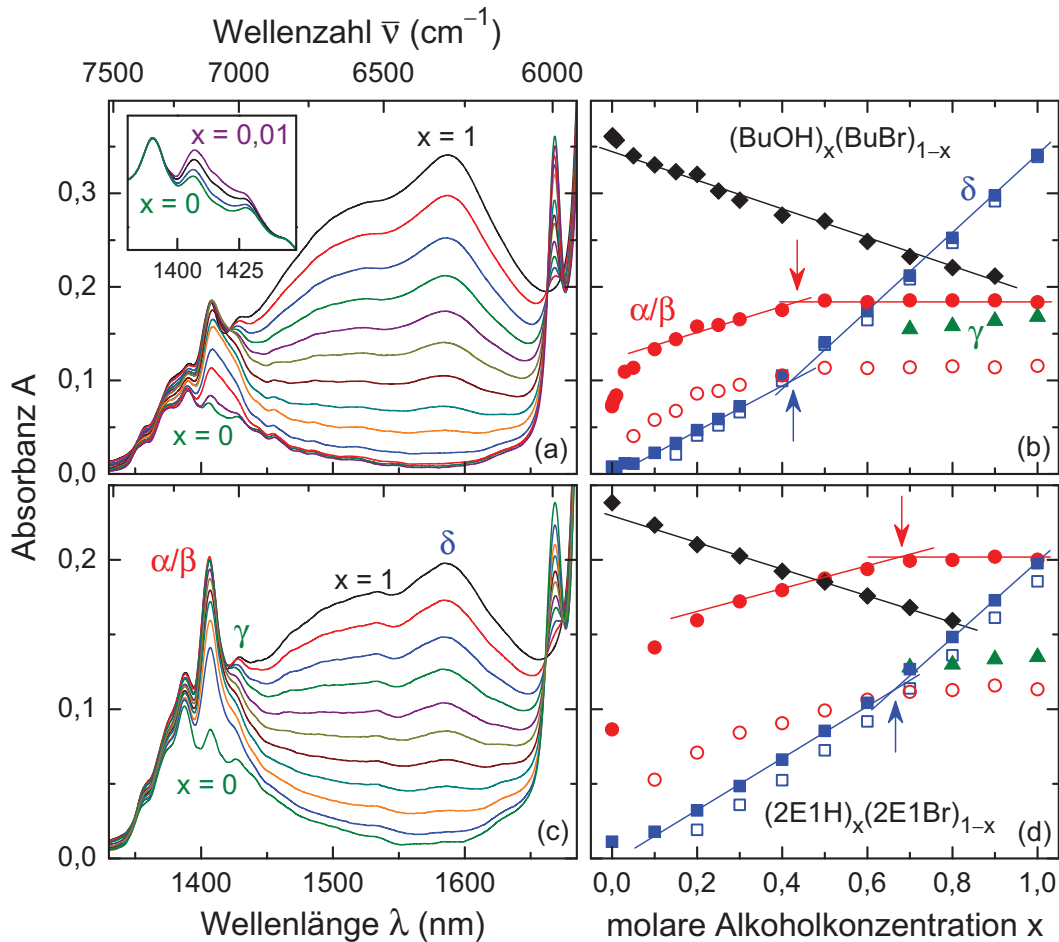 Wellenzahl ν̅ (cm⁻¹)
7500 7000 6500 6000
Absorbanz A
0,3
0,2
0,1
0,0
x = 0,01
x = 0
1400 1425
x = 1
x = 0
(a)
(BuOH)ₓ(BuBr)₁₋ₓ
δ
α/β
γ
(b)
0,2
0,1
0,0
α/β
γ
δ
x = 1
x = 0
(c)
(2E1H)ₓ(2E1Br)₁₋ₓ
(d)
1400 1500 1600
0,0 0,2 0,4 0,6 0,8 1,0
Wellenlänge λ (nm)
molare Alkoholkonzentration x